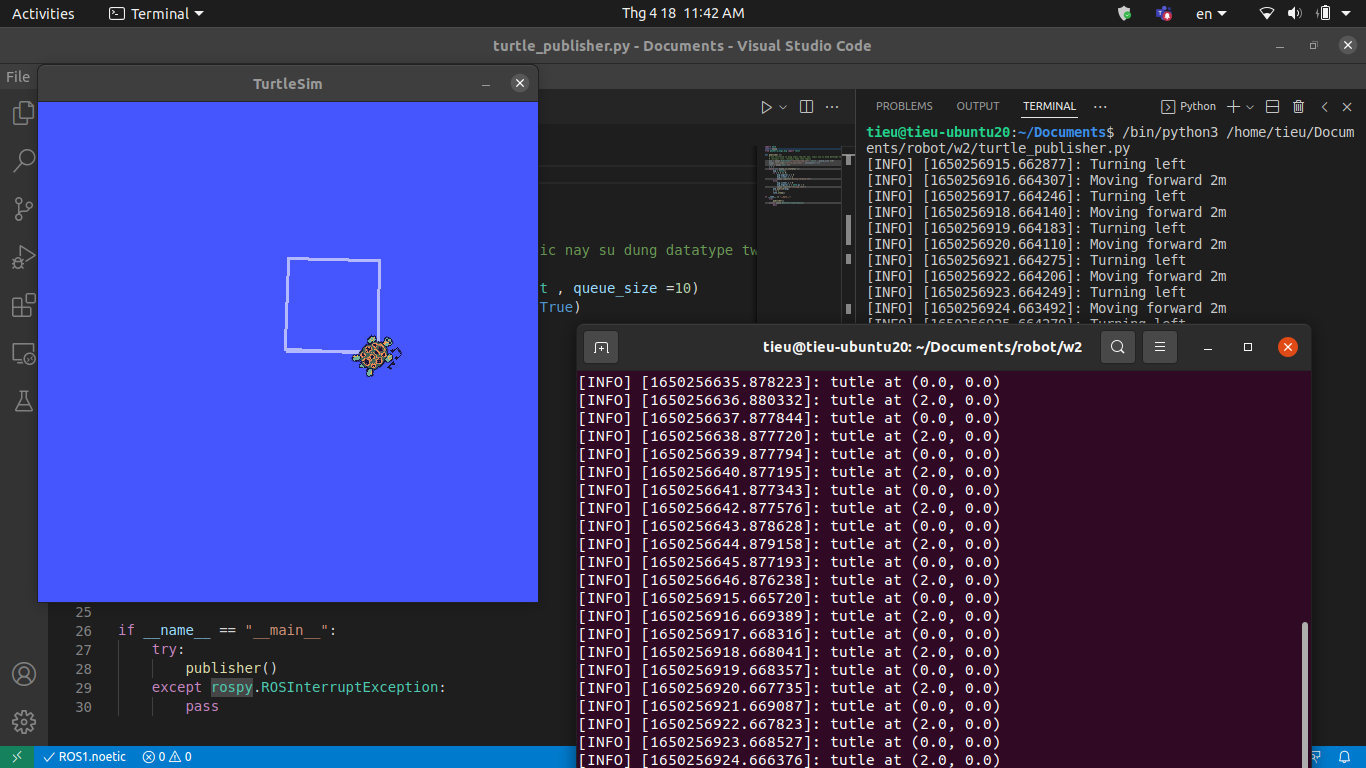 Activities
Terminal
Thg 4 18 11:42 AM
en
turtle_publisher.py - Documents - Visual Studio Code
File
TurtleSim
ic nay su dung datatype tw
t , queue_size =10)
True)
25
26 if __name__ == "__main__":
27 try:
28 publisher()
29 except rospy.ROSInterruptException:
30 pass
PROBLEMS OUTPUT TERMINAL ··· Python
tieu@tieu-ubuntu20:~/Documents$ /bin/python3 /home/tieu/Docum
ents/robot/w2/turtle_publisher.py
[INFO] [1650256915.662877]: Turning left
[INFO] [1650256916.664307]: Moving forward 2m
[INFO] [1650256917.664246]: Turning left
[INFO] [1650256918.664140]: Moving forward 2m
[INFO] [1650256919.664183]: Turning left
[INFO] [1650256920.664110]: Moving forward 2m
[INFO] [1650256921.664275]: Turning left
[INFO] [1650256922.664206]: Moving forward 2m
[INFO] [1650256923.664249]: Turning left
[INFO] [1650256924.663492]: Moving forward 2m
tieu@tieu-ubuntu20: ~/Documents/robot/w2
[INFO] [1650256635.878223]: tutle at (0.0, 0.0)
[INFO] [1650256636.880332]: tutle at (2.0, 0.0)
[INFO] [1650256637.877844]: tutle at (0.0, 0.0)
[INFO] [1650256638.877720]: tutle at (2.0, 0.0)
[INFO] [1650256639.877794]: tutle at (0.0, 0.0)
[INFO] [1650256640.877195]: tutle at (2.0, 0.0)
[INFO] [1650256641.877343]: tutle at (0.0, 0.0)
[INFO] [1650256642.877576]: tutle at (2.0, 0.0)
[INFO] [1650256643.878628]: tutle at (0.0, 0.0)
[INFO] [1650256644.879158]: tutle at (2.0, 0.0)
[INFO] [1650256645.877193]: tutle at (0.0, 0.0)
[INFO] [1650256646.876238]: tutle at (2.0, 0.0)
[INFO] [1650256915.665720]: tutle at (0.0, 0.0)
[INFO] [1650256916.669389]: tutle at (2.0, 0.0)
[INFO] [1650256917.668316]: tutle at (0.0, 0.0)
[INFO] [1650256918.668041]: tutle at (2.0, 0.0)
[INFO] [1650256919.668357]: tutle at (0.0, 0.0)
[INFO] [1650256920.667735]: tutle at (2.0, 0.0)
[INFO] [1650256921.669087]: tutle at (0.0, 0.0)
[INFO] [1650256922.667823]: tutle at (2.0, 0.0)
[INFO] [1650256923.668527]: tutle at (0.0, 0.0)
[INFO] [1650256924.666376]: tutle at (2.0, 0.0)
ROS1.noetic 0 0